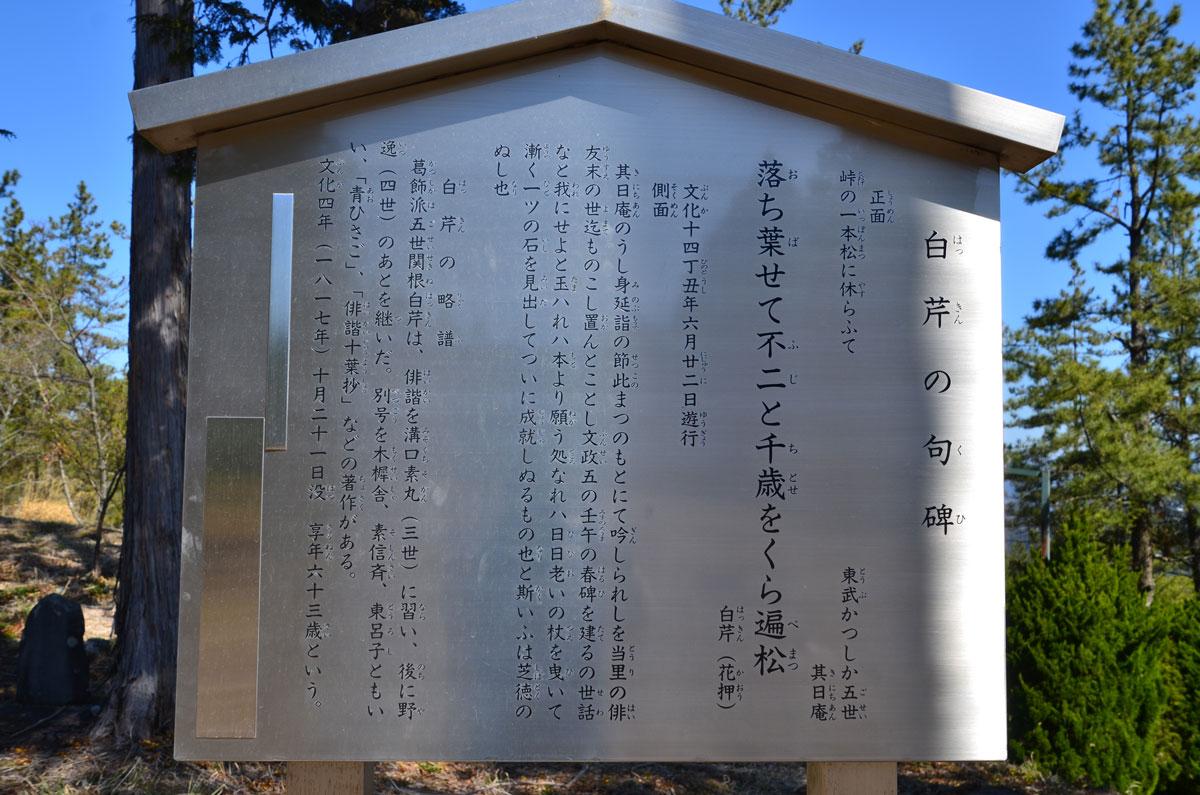 白芹の句碑
正面
峠の一本松に休らふて
東武かつしか五世
其日庵
落ち葉せて不二と千歳をくら遍松
白芹（花押）
文化十四丁丑年六月廿二日遊行
側面
其日庵のうし身延詣の節此まつのもとにて吟しられしを当里の俳
友末の世迄ものこし置んとことし文政五の壬午の春碑を建るの世話
なと我にせよと玉ハれハ本より願う処なれハ日日老いの杖を曳いて
漸く一ツの石を見出してついに成就しぬるもの也と斯いふは芝徳の
ぬし也
白芹の略譜
葛飾派五世関根白芹は、俳諧を溝口素丸（三世）に習い、後に野
逸（四世）のあとを継いだ。別号を木樨舎、素信斉、東呂子ともい
い、「青ひさご」、「俳諧十葉抄」などの著作がある。
文化四年（一八一七年）十月二十一日没　享年六十三歳という。